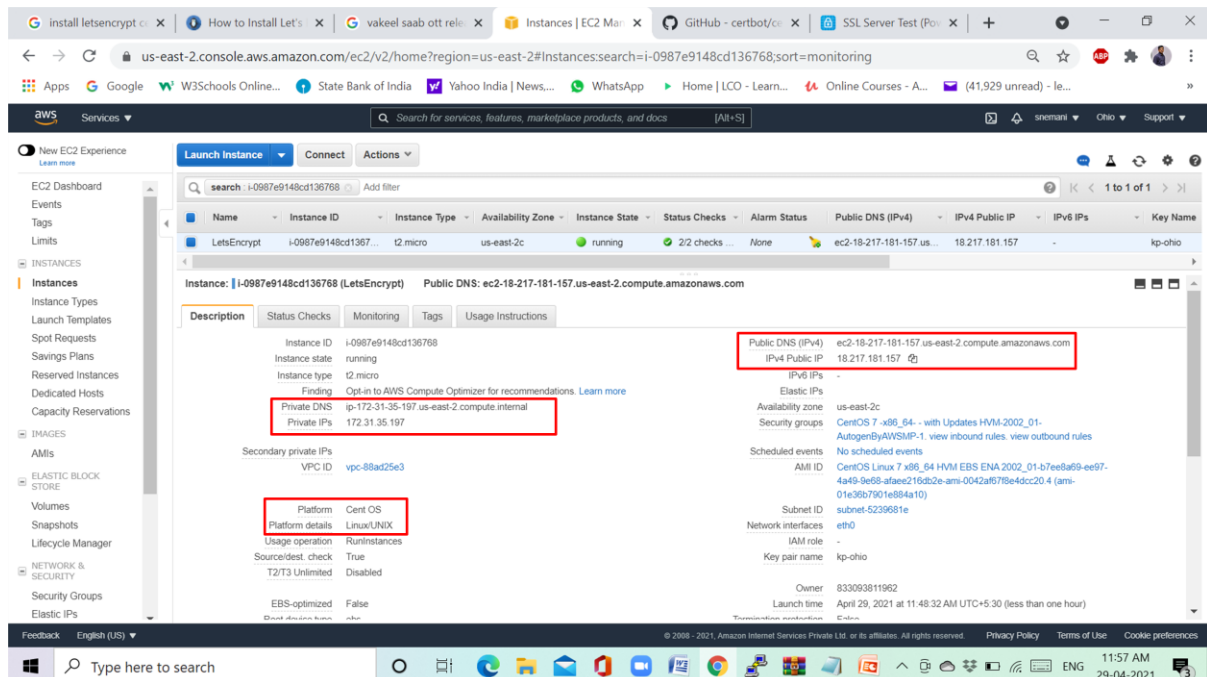 install letsencrypt ce
How to Install Let's
vakeel saab ott relea
Instances | EC2 Man
GitHub - certbot/ce
SSL Server Test (Pow
us-east-2.console.aws.amazon.com/ec2/v2/home?region=us-east-2#Instances:search=i-0987e9148cd136768;sort=monitoring
Apps Google W3Schools Online... State Bank of India Yahoo India | News,... WhatsApp Home | LCO - Learn... Online Courses - A... (41,929 unread) - le... »
aws Services Search for services, features, marketplace products, and docs [Alt+S] snemani Ohio Support
New EC2 Experience
Learn more
EC2 Dashboard
Events
Tags
Limits
INSTANCES
Instances
Instance Types
Launch Templates
Spot Requests
Savings Plans
Reserved Instances
Dedicated Hosts
Capacity Reservations
IMAGES
AMIs
ELASTIC BLOCK
STORE
Volumes
Snapshots
Lifecycle Manager
NETWORK &
SECURITY
Security Groups
Elastic IPs
Launch Instance Connect Actions
search : i-0987e9148cd136768 Add filter 1 to 1 of 1
Name Instance ID Instance Type Availability Zone Instance State Status Checks Alarm Status Public DNS (IPv4) IPv4 Public IP IPv6 IPs Key Name
LetsEncrypt i-0987e9148cd1367... t2.micro us-east-2c running 2/2 checks ... None ec2-18-217-181-157.us... 18.217.181.157 - kp-ohio
Instance: i-0987e9148cd136768 (LetsEncrypt) Public DNS: ec2-18-217-181-157.us-east-2.compute.amazonaws.com
Description Status Checks Monitoring Tags Usage Instructions
Instance ID i-0987e9148cd136768
Instance state running
Instance type t2.micro
Finding Opt-in to AWS Compute Optimizer for recommendations. Learn more
Private DNS ip-172-31-35-197.us-east-2.compute.internal
Private IPs 172.31.35.197
Secondary private IPs
VPC ID vpc-88ad25e3
Platform Cent OS
Platform details Linux/UNIX
Usage operation RunInstances
Source/dest. check True
T2/T3 Unlimited Disabled
EBS-optimized False
Root device type ebs
Public DNS (IPv4) ec2-18-217-181-157.us-east-2.compute.amazonaws.com
IPv4 Public IP 18.217.181.157
IPv6 IPs -
Elastic IPs
Availability zone us-east-2c
Security groups CentOS 7 -x86_64- - with Updates HVM-2002_01-
AutogenByAWSMP-1. view inbound rules. view outbound rules
Scheduled events No scheduled events
AMI ID CentOS Linux 7 x86_64 HVM EBS ENA 2002_01-b7ee8a69-ee97-
4a49-9e68-afaee216db2e-ami-0042af67f8e4dcc20.4 (ami-
01e36b7901e884a10)
Subnet ID subnet-5239681e
Network interfaces eth0
IAM role -
Key pair name kp-ohio
Owner 833093811962
Launch time April 29, 2021 at 11:48:32 AM UTC+5:30 (less than one hour)
Termination protection False
Feedback English (US) © 2008 - 2021, Amazon Internet Services Private Ltd. or its affiliates. All rights reserved. Privacy Policy Terms of Use Cookie preferences
Type here to search ENG 11:57 AM
29-04-2021